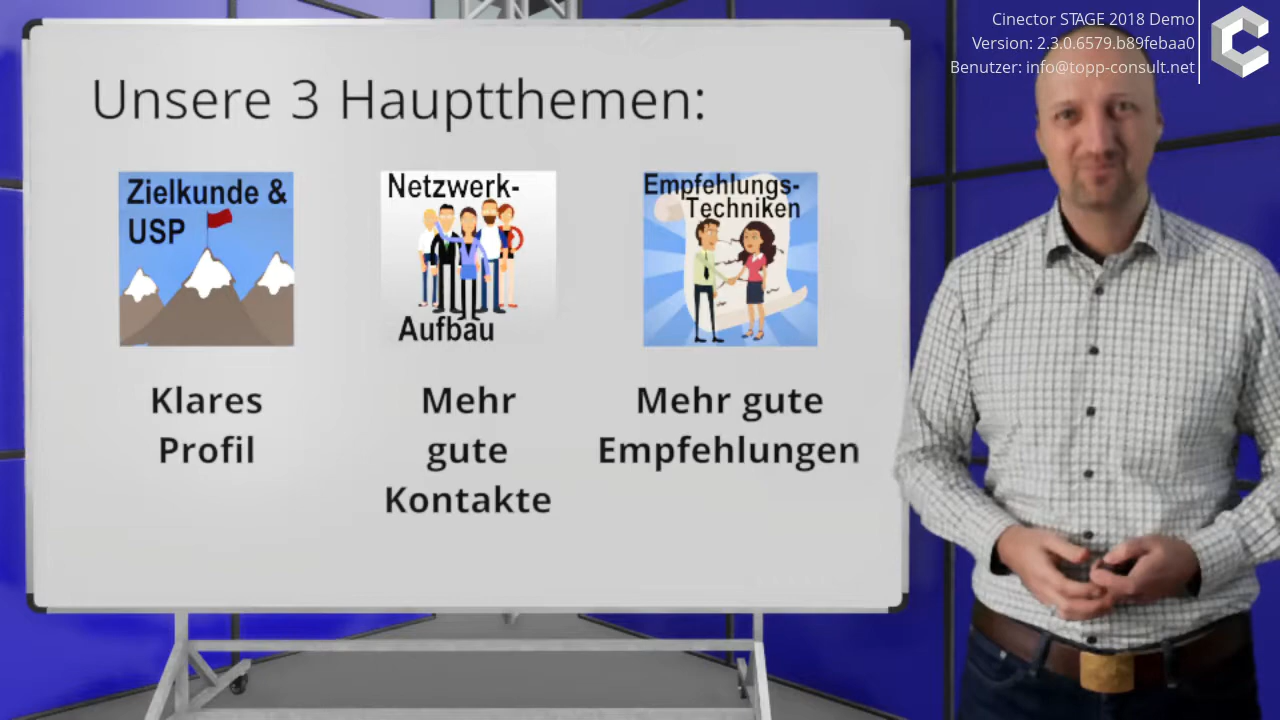 Cinector STAGE 2018 Demo
Version: 2.3.0.6579.b89febaa0
Benutzer: info@topp-consult.net
Unsere 3 Hauptthemen:
Zielkunde &
USP
Netzwerk-
Aufbau
Empfehlungs-
Techniken
Klares
Profil
Mehr
gute
Kontakte
Mehr gute
Empfehlungen